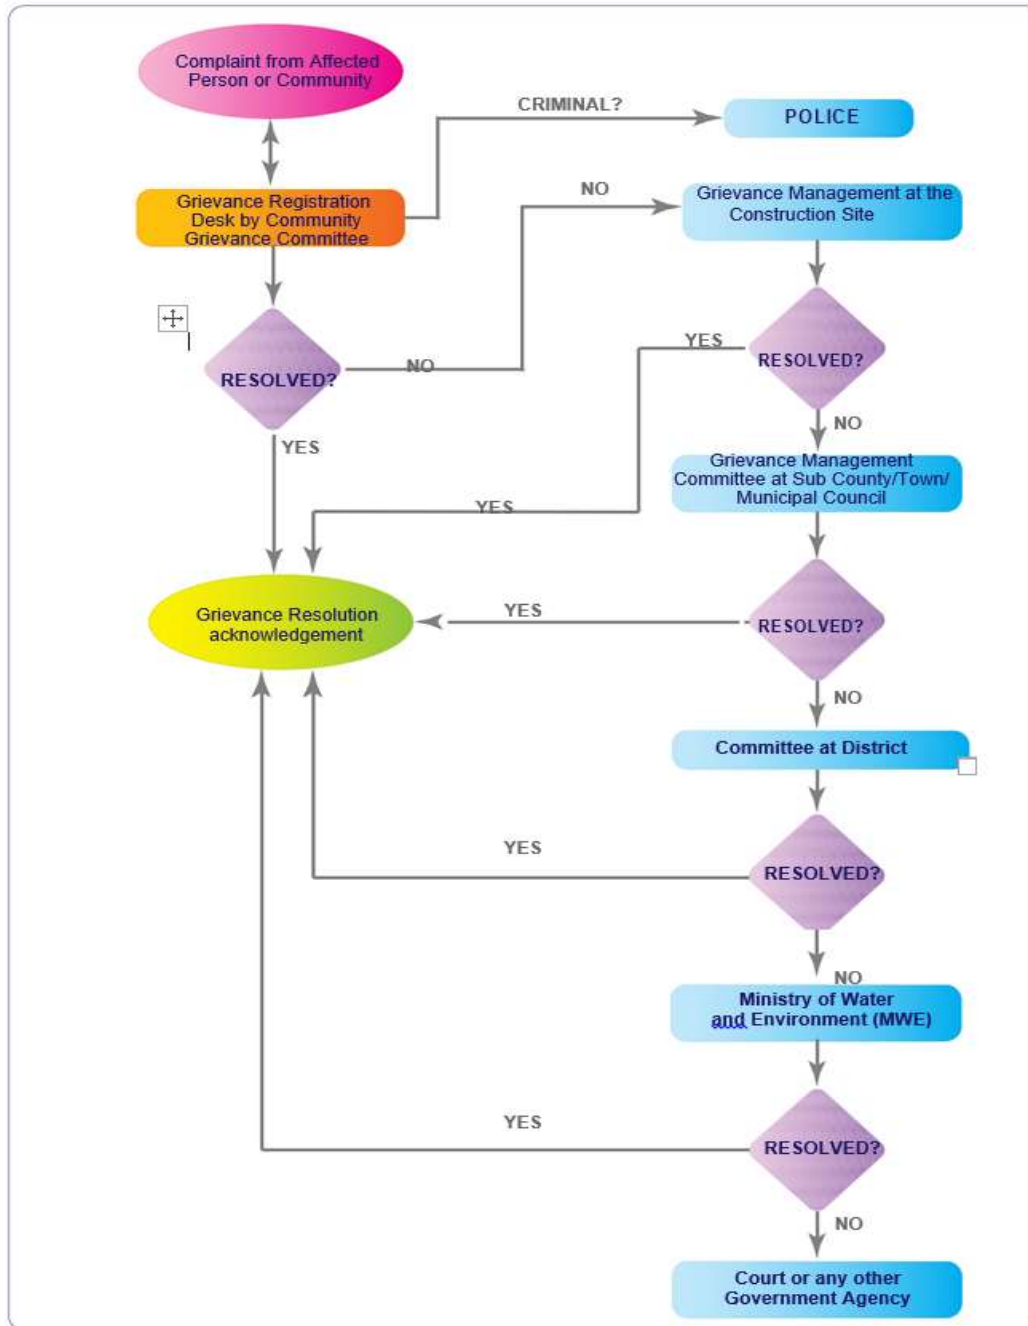 Complaint from Affected
Person or Community
CRIMINAL?
POLICE
Grievance Registration
Desk by Community
Grievance Committee
NO
Grievance Management at the
Construction Site
RESOLVED?
NO
YES
RESOLVED?
YES
NO
Grievance Management
Committee at Sub County/Town/
Municipal Council
YES
Grievance Resolution
acknowledgement
YES
RESOLVED?
NO
Committee at District
YES
RESOLVED?
NO
Ministry of Water
and Environment (MWE)
YES
RESOLVED?
NO
Court or any other
Government Agency